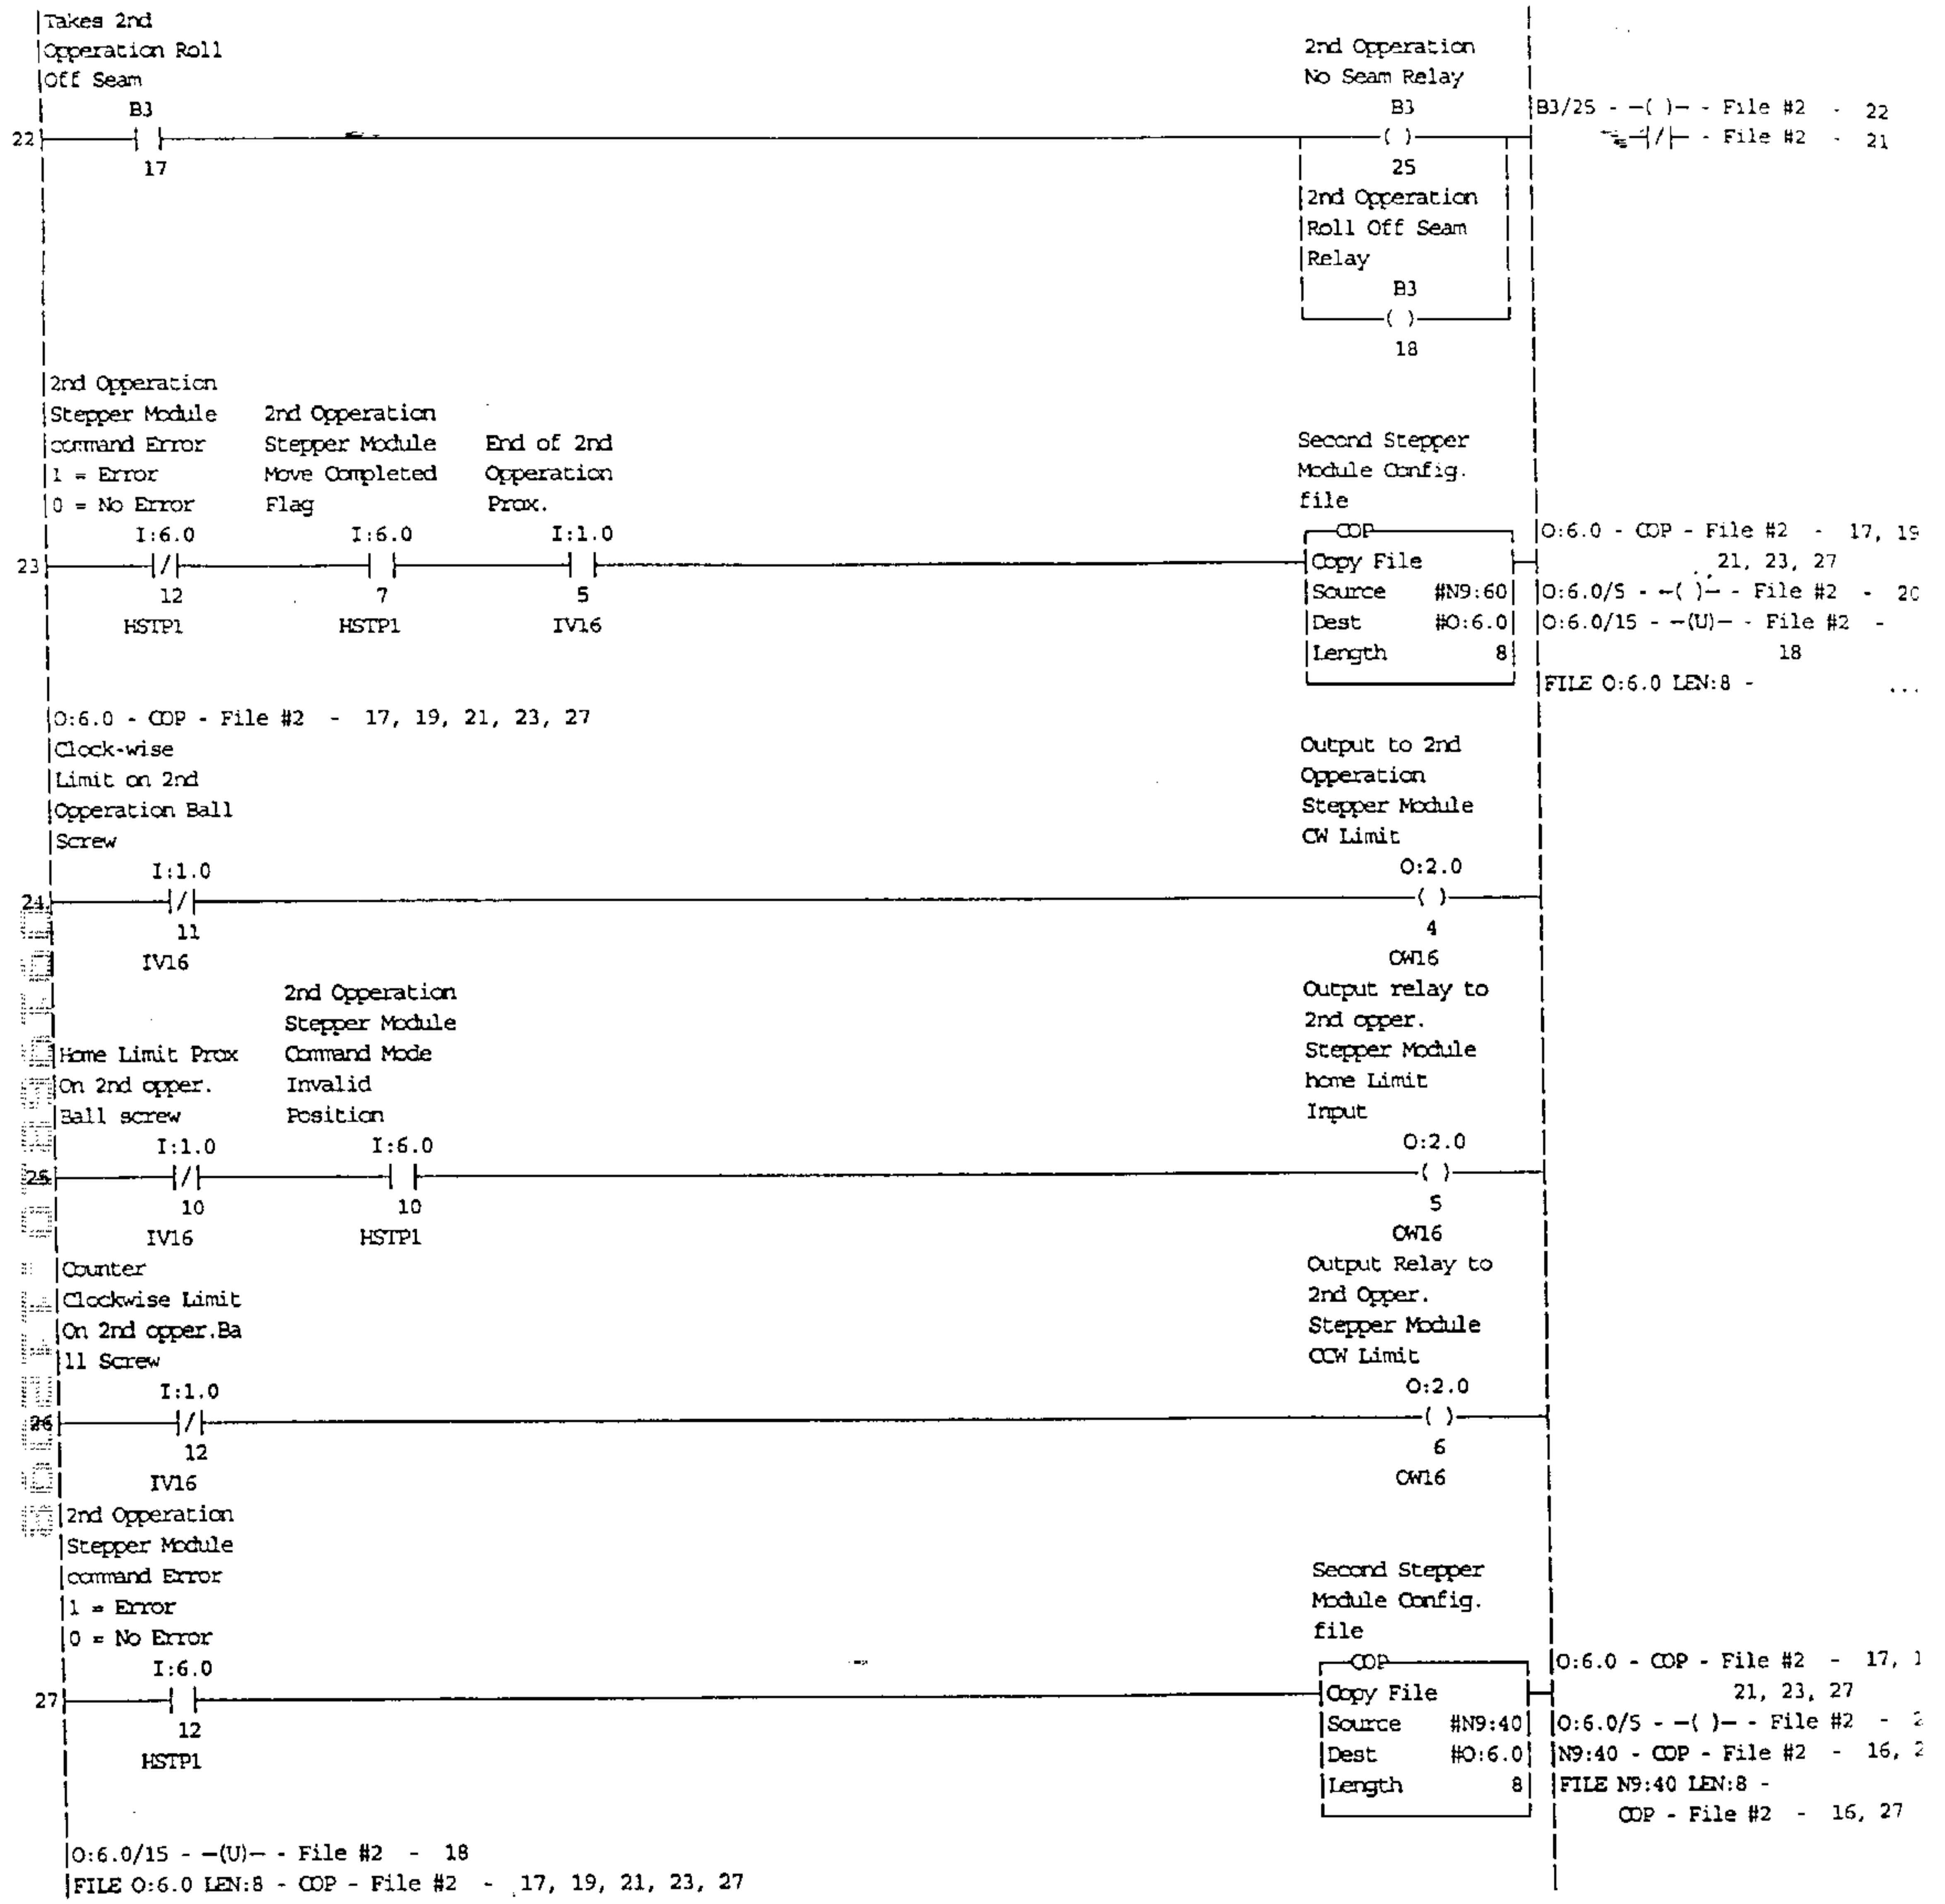 Takes 2nd
Opperation Roll
Off Seam
B3
22
17
2nd Opperation
No Seam Relay
B3
( )
25
2nd Opperation
Roll Off Seam
Relay
B3
( )
18
B3/25 - -( )- - File #2 - 22
-|/|- - File #2 - 21
2nd Opperation
Stepper Module
command Error
1 = Error
0 = No Error
I:6.0
23
12
HSTP1
2nd Opperation
Stepper Module
Move Completed
Flag
I:6.0
7
HSTP1
End of 2nd
Opperation
Prox.
I:1.0
5
IV16
Second Stepper
Module Config.
file
COP
Copy File
Source #N9:60
Dest #O:6.0
Length 8
O:6.0 - COP - File #2 - 17, 19
21, 23, 27
O:6.0/5 - -( )- - File #2 - 20
O:6.0/15 - -(U)- - File #2 -
18
FILE O:6.0 LEN:8 - ...
O:6.0 - COP - File #2 - 17, 19, 21, 23, 27
Clock-wise
Limit on 2nd
Opperation Ball
Screw
I:1.0
24
11
IV16
Output to 2nd
Opperation
Stepper Module
CW Limit
O:2.0
( )
4
OW16
Home Limit Prox
On 2nd opper.
Ball screw
I:1.0
25
10
IV16
2nd Opperation
Stepper Module
Command Mode
Invalid
Position
I:6.0
10
HSTP1
Output relay to
2nd opper.
Stepper Module
home Limit
Input
O:2.0
( )
5
OW16
Counter
Clockwise Limit
On 2nd opper.Ba
ll Screw
I:1.0
26
12
IV16
Output Relay to
2nd Opper.
Stepper Module
CCW Limit
O:2.0
( )
6
OW16
2nd Opperation
Stepper Module
command Error
1 = Error
0 = No Error
I:6.0
27
12
HSTP1
Second Stepper
Module Config.
file
COP
Copy File
Source #N9:40
Dest #O:6.0
Length 8
O:6.0 - COP - File #2 - 17, 1
21, 23, 27
O:6.0/5 - -( )- - File #2 - 2
N9:40 - COP - File #2 - 16, 2
FILE N9:40 LEN:8 -
COP - File #2 - 16, 27
O:6.0/15 - -(U)- - File #2 - 18
FILE O:6.0 LEN:8 - COP - File #2 - 17, 19, 21, 23, 27